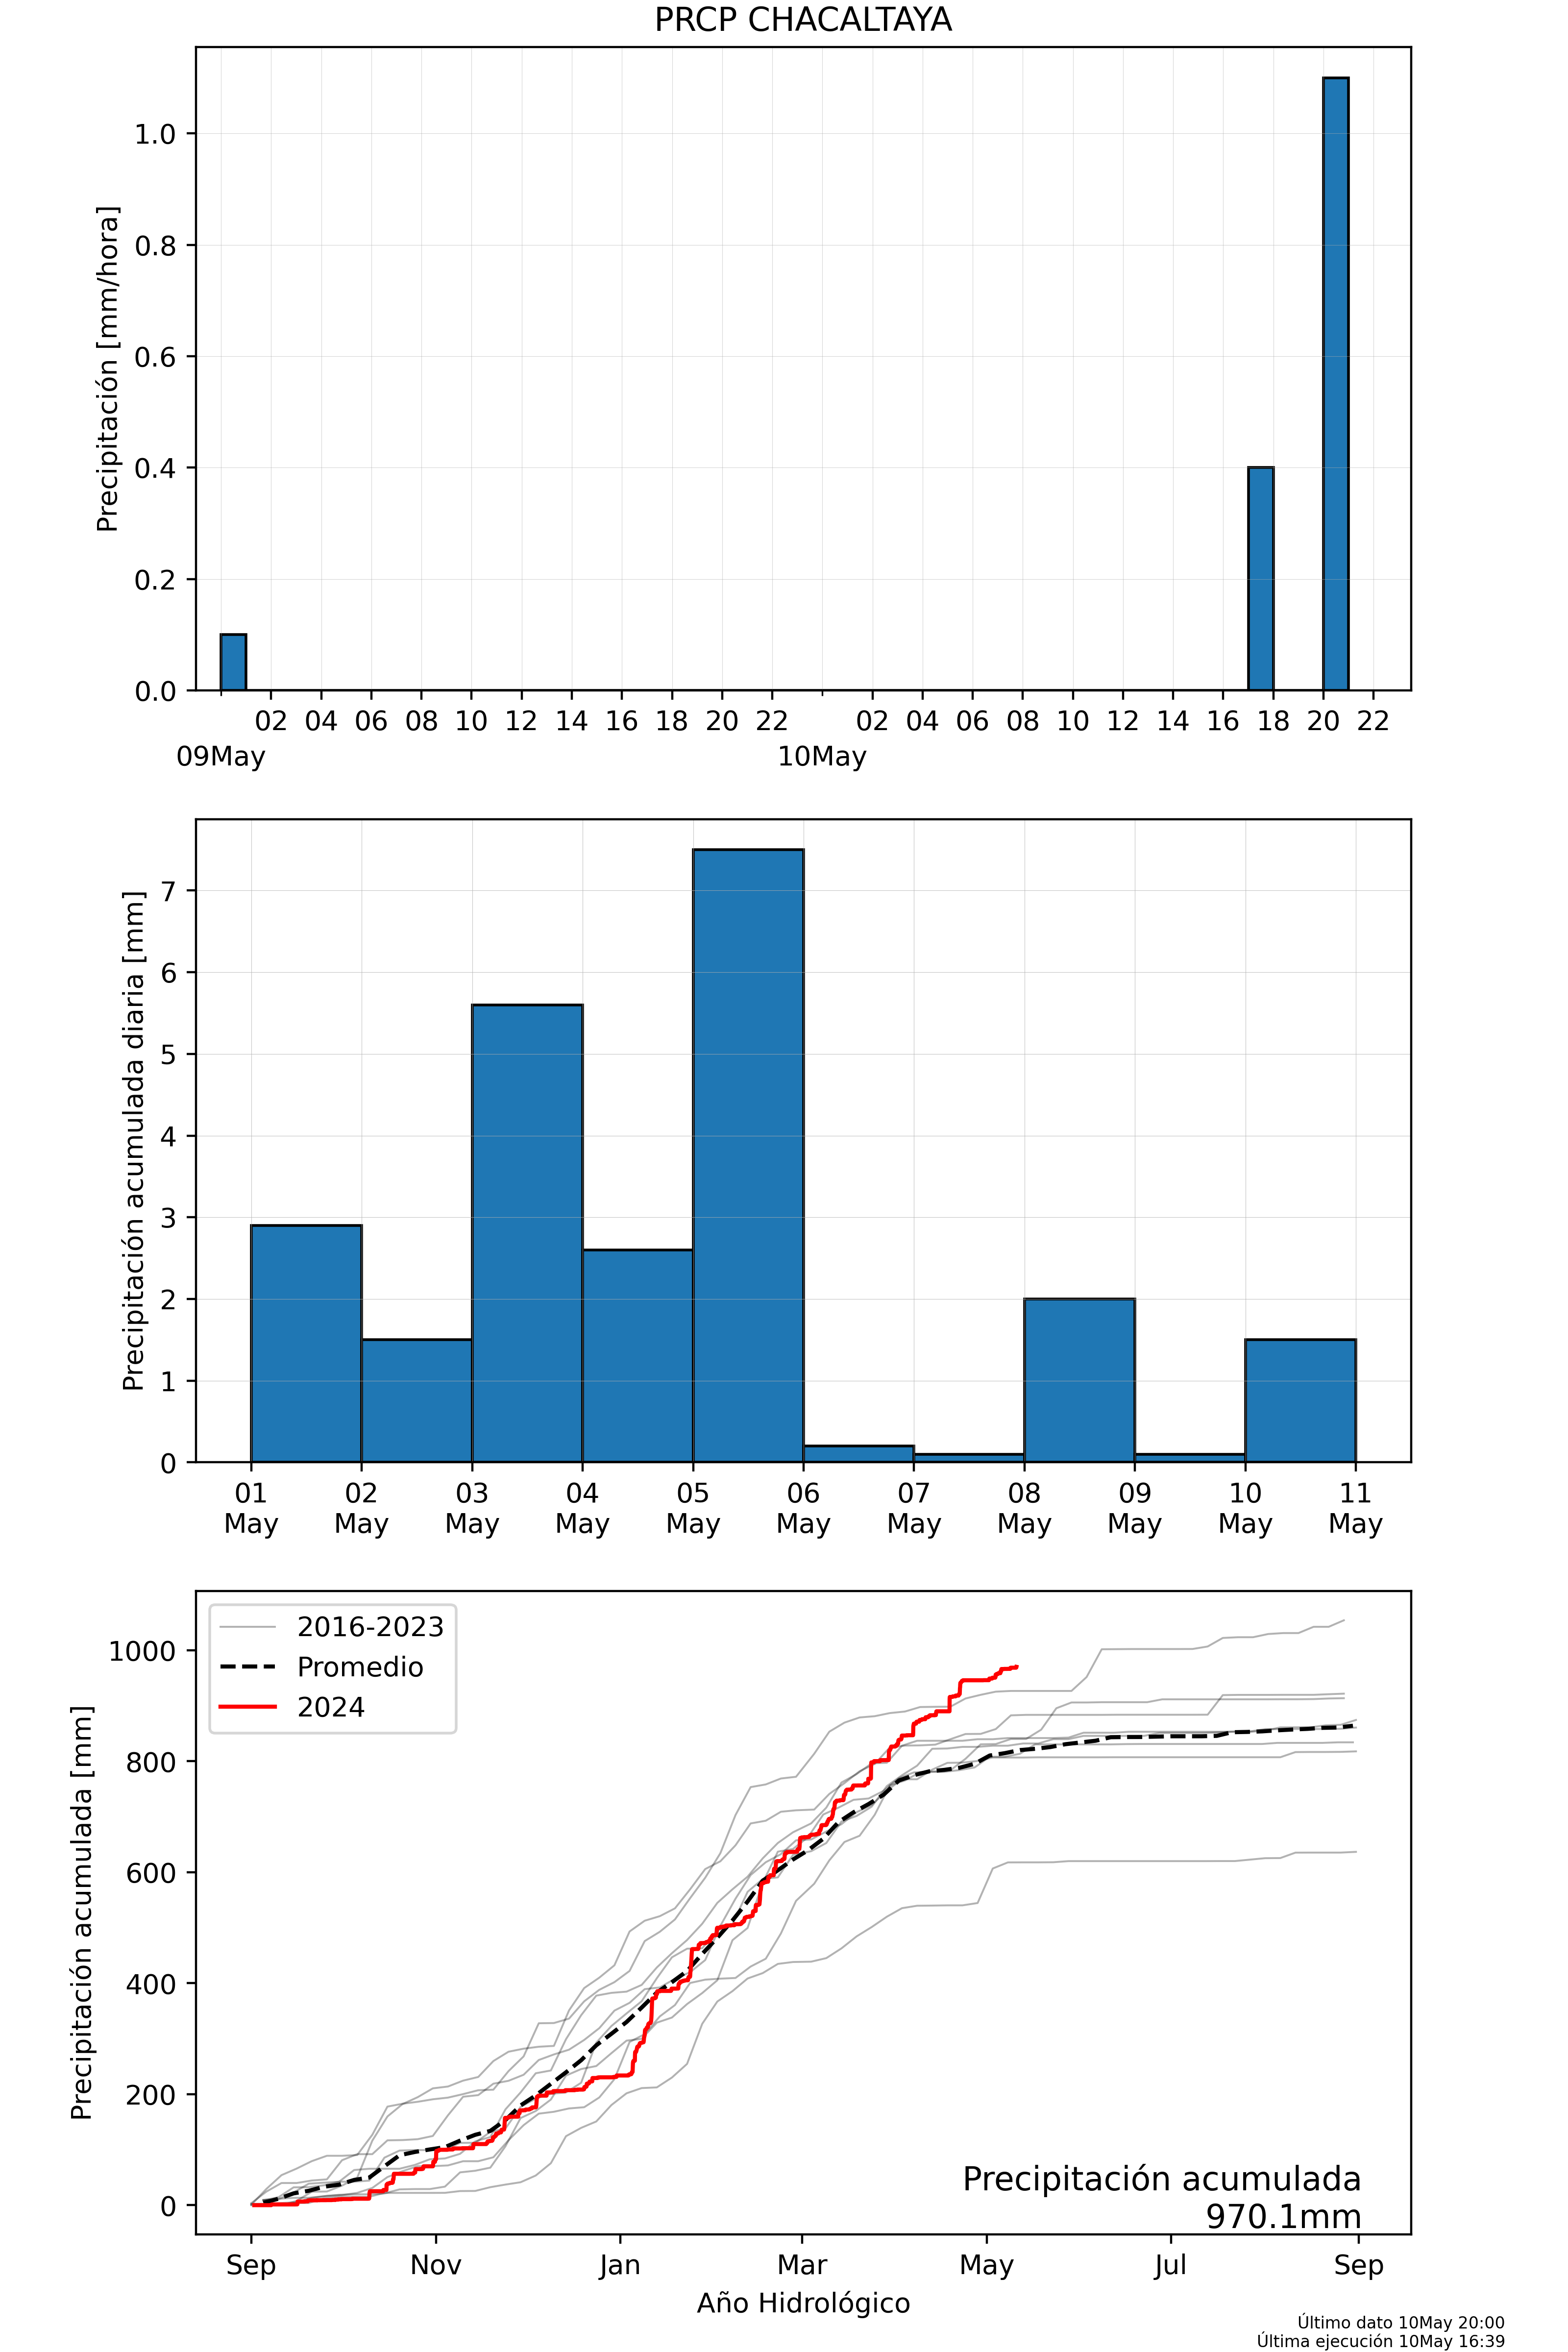 PRCP CHACALTAYA
Precipitación [mm/hora]
1.0
0.8
0.6
0.4
0.2
0.0
02 04 06 08 10 12 14 16 18 20 22 02 04 06 08 10 12 14 16 18 20 22
09May 10May
Precipitación acumulada diaria [mm]
7
6
5
4
3
2
1
0
01 02 03 04 05 06 07 08 09 10 11
May May May May May May May May May May May
Precipitación acumulada [mm]
1000
800
600
400
200
0
2016-2023
Promedio
2024
Precipitación acumulada
970.1mm
Sep Nov Jan Mar May Jul Sep
Año Hidrológico
Último dato 10May 20:00
Última ejecución 10May 16:39